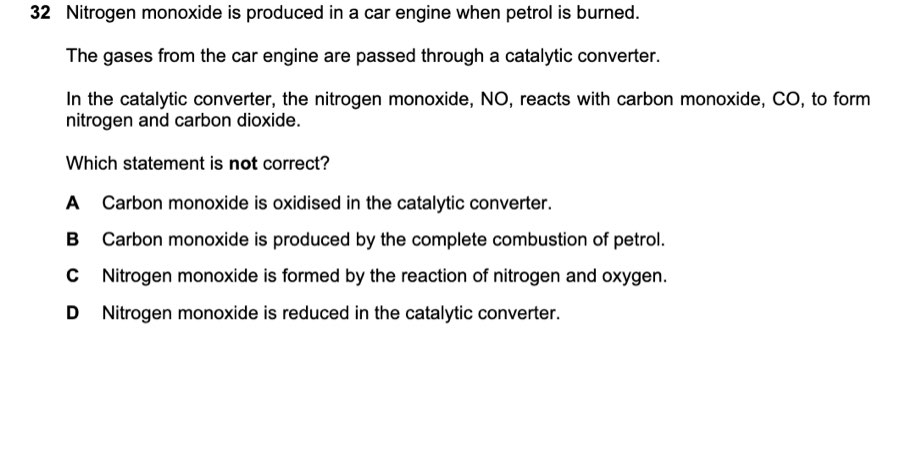 32 Nitrogen monoxide is produced in a car engine when petrol is burned.
The gases from the car engine are passed through a catalytic converter.
In the catalytic converter, the nitrogen monoxide, NO, reacts with carbon monoxide, CO, to form
nitrogen and carbon dioxide.
Which statement is not correct?
A Carbon monoxide is oxidised in the catalytic converter.
B Carbon monoxide is produced by the complete combustion of petrol.
C Nitrogen monoxide is formed by the reaction of nitrogen and oxygen.
D Nitrogen monoxide is reduced in the catalytic converter.